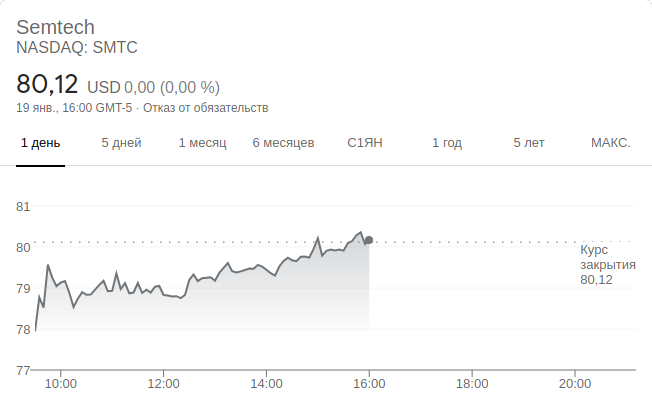 Semtech
NASDAQ: SMTC
80,12 USD 0,00 (0,00 %)
19 янв., 16:00 GMT-5 · Отказ от обязательств
1 день 5 дней 1 месяц 6 месяцев С1ЯН 1 год 5 лет МАКС.
81
80
Курс
закрытия
80,12
79
78
77
10:00 12:00 14:00 16:00 18:00 20:00